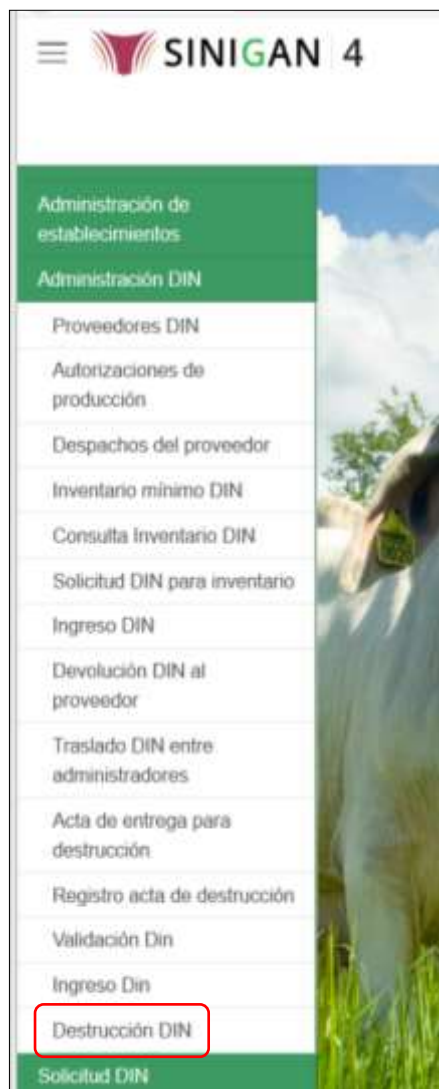 SINIGAN 4
Administración de
establecimientos
Administración DIN
Proveedores DIN
Autorizaciones de
producción
Despachos del proveedor
Inventario mínimo DIN
Consulta Inventario DIN
Solicitud DIN para inventario
Ingreso DIN
Devolución DIN al
proveedor
Traslado DIN entre
administradores
Acta de entrega para
destrucción
Registro acta de destrucción
Validación Din
Ingreso Din
Destrucción DIN
Solicitud DIN